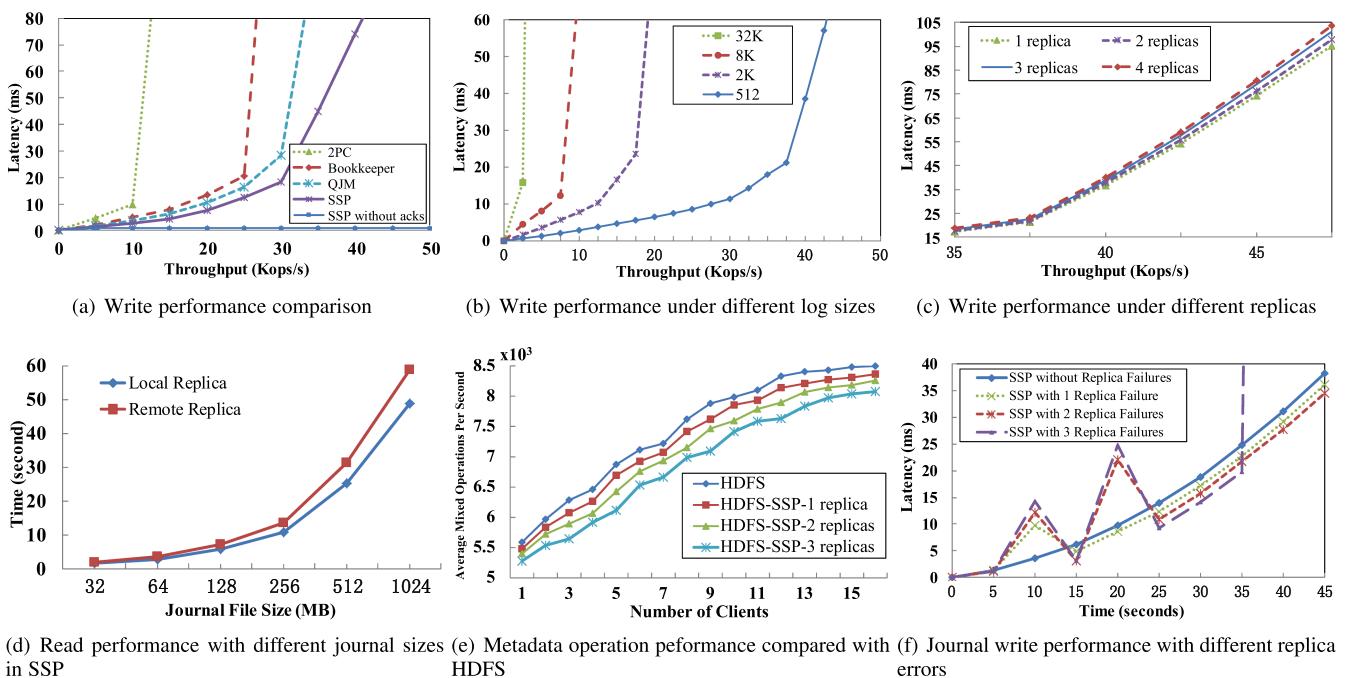 80
70
60
50
40
30
20
10
0
Latency (ms)
2PC
Bookkeeper
QJM
SSP
SSP without acks
0 10 20 30 40 50
Throughput (Kops/s)
(a) Write performance comparison
60
50
40
30
20
10
0
Latency (ms)
32K
8K
2K
512
0 10 20 30 40 50
Throughput (Kops/s)
(b) Write performance under different log sizes
105
95
85
75
65
55
45
35
25
15
Latency (ms)
1 replica 2 replicas
3 replicas 4 replicas
35 40 45
Throughput (Kops/s)
(c) Write performance under different replicas
60
50
40
30
20
10
0
Time (second)
Local Replica
Remote Replica
32 64 128 256 512 1024
Journal File Size (MB)
(d) Read performance with different journal sizes
in SSP
x10³
8.5
8
7.5
7
6.5
6
5.5
5
Average Mixed Operations Per Second
HDFS
HDFS-SSP-1 replica
HDFS-SSP-2 replicas
HDFS-SSP-3 replicas
1 3 5 7 9 11 13 15
Number of Clients
(e) Metadata operation peformance compared with
HDFS
40
35
30
25
20
15
10
5
0
Latency (ms)
SSP without Replica Failures
SSP with 1 Replica Failure
SSP with 2 Replica Failures
SSP with 3 Replica Failures
0 5 10 15 20 25 30 35 40 45
Time (seconds)
(f) Journal write performance with different replica
errors